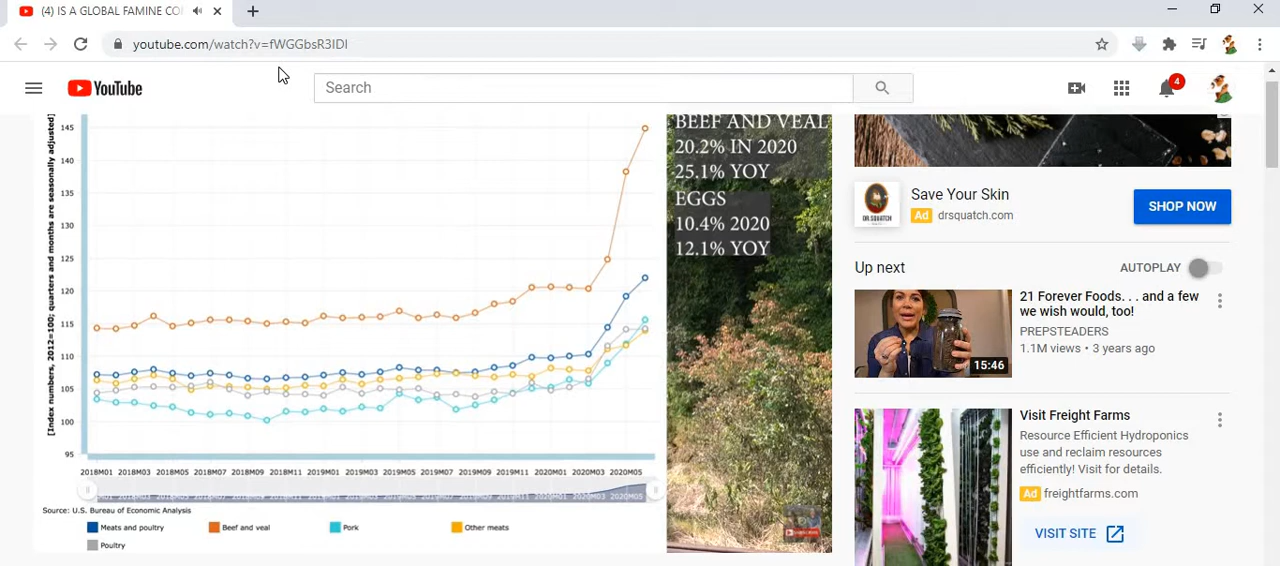 (4) IS A GLOBAL FAMINE CO
youtube.com/watch?v=fWGGbsR3IDI
YouTube
Search
4
[Index numbers, 2012=100; quarters and months are seasonally adjusted]
145
140
135
130
125
120
115
110
105
100
95
2018M01 2018M03 2018M05 2018M07 2018M09 2018M11 2019M01 2019M03 2019M05 2019M07 2019M09 2019M11 2020M01 2020M03 2020M05
Source: U.S. Bureau of Economic Analysis
Meats and poultry
Beef and veal
Pork
Other meats
Poultry
BEEF AND VEAL
20.2% IN 2020
25.1% YOY
EGGS
10.4% 2020
12.1% YOY
DR.SQUATCH
Save Your Skin
Ad drsquatch.com
SHOP NOW
Up next
AUTOPLAY
15:46
21 Forever Foods. . . and a few
we wish would, too!
PREPSTEADERS
1.1M views • 3 years ago
Visit Freight Farms
Resource Efficient Hydroponics
use and reclaim resources
efficiently! Visit for details.
Ad freightfarms.com
VISIT SITE